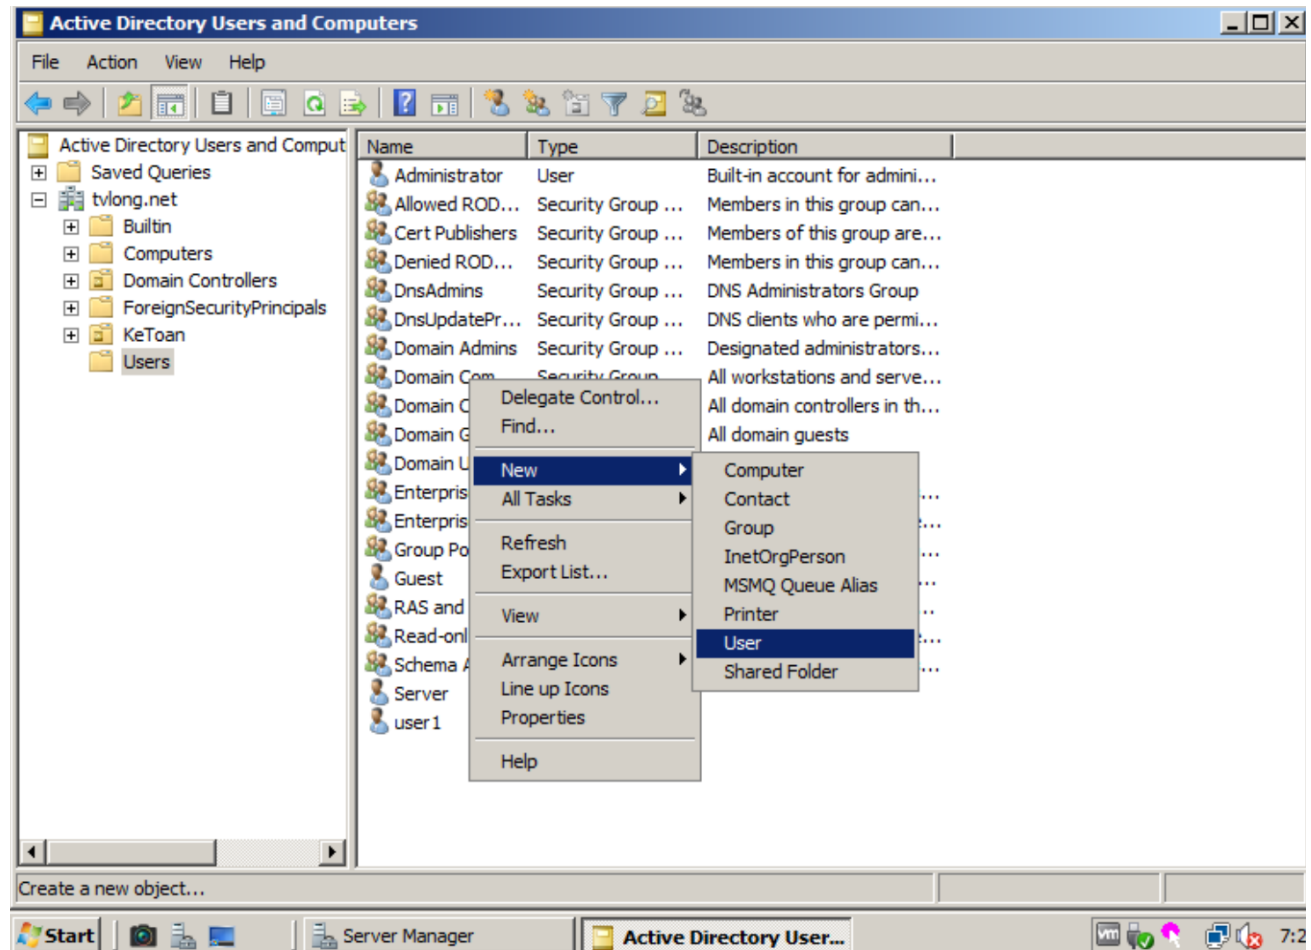 Active Directory Users and Computers
File Action View Help
Active Directory Users and Comput
Saved Queries
tvlong.net
Builtin
Computers
Domain Controllers
ForeignSecurityPrincipals
KeToan
Users
Name Type Description
Administrator User Built-in account for admini...
Allowed ROD... Security Group ... Members in this group can...
Cert Publishers Security Group ... Members of this group are...
Denied ROD... Security Group ... Members in this group can...
DnsAdmins Security Group ... DNS Administrators Group
DnsUpdatePr... Security Group ... DNS clients who are permi...
Domain Admins Security Group ... Designated administrators...
Domain Com Security Group All workstations and serve...
Domain C All domain controllers in th...
Domain G All domain guests
Domain U
Enterpris
Enterpris
Group Po
Guest
RAS and
Read-onl
Schema A
Server
user1
Delegate Control...
Find...
New
All Tasks
Refresh
Export List...
View
Arrange Icons
Line up Icons
Properties
Help
Computer
Contact
Group
InetOrgPerson
MSMQ Queue Alias
Printer
User
Shared Folder
Create a new object...
Start Server Manager Active Directory User... vm 7:2